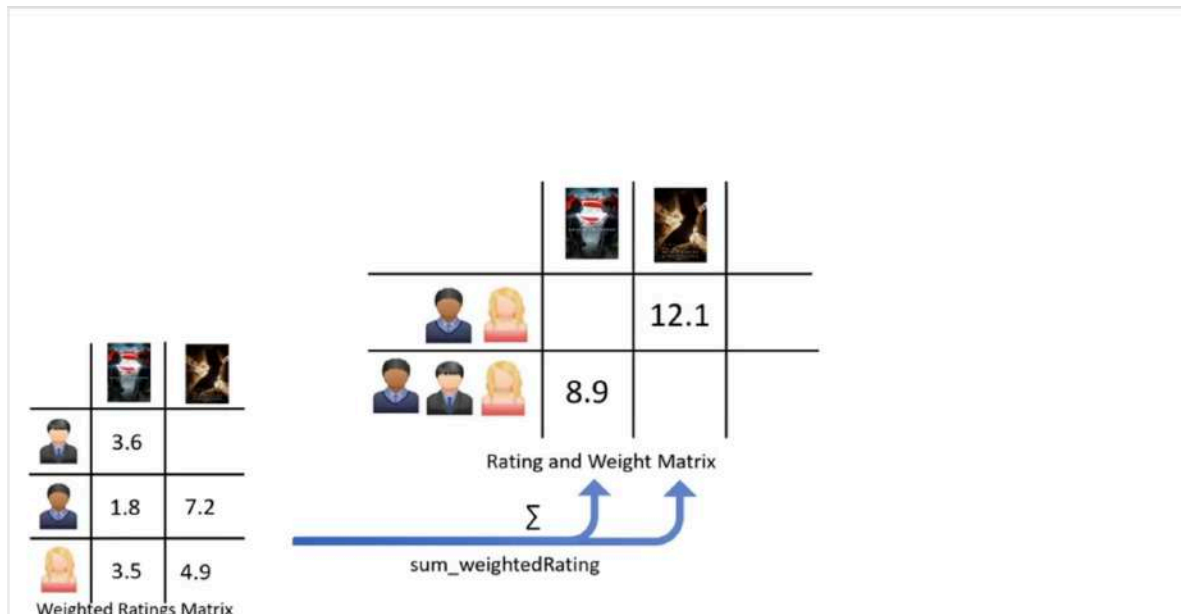 12.1
8.9
Rating and Weight Matrix
3.6
1.8 7.2
3.5 4.9
Weighted Ratings Matrix
Σ
sum_weightedRating